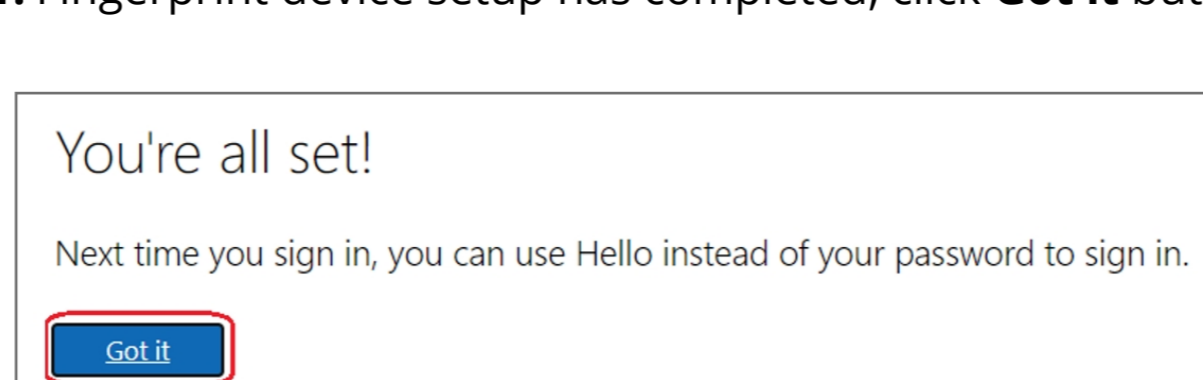 Fingerprint device setup has completed, click Got it but
You're all set!
Next time you sign in, you can use Hello instead of your password to sign in.
Got it